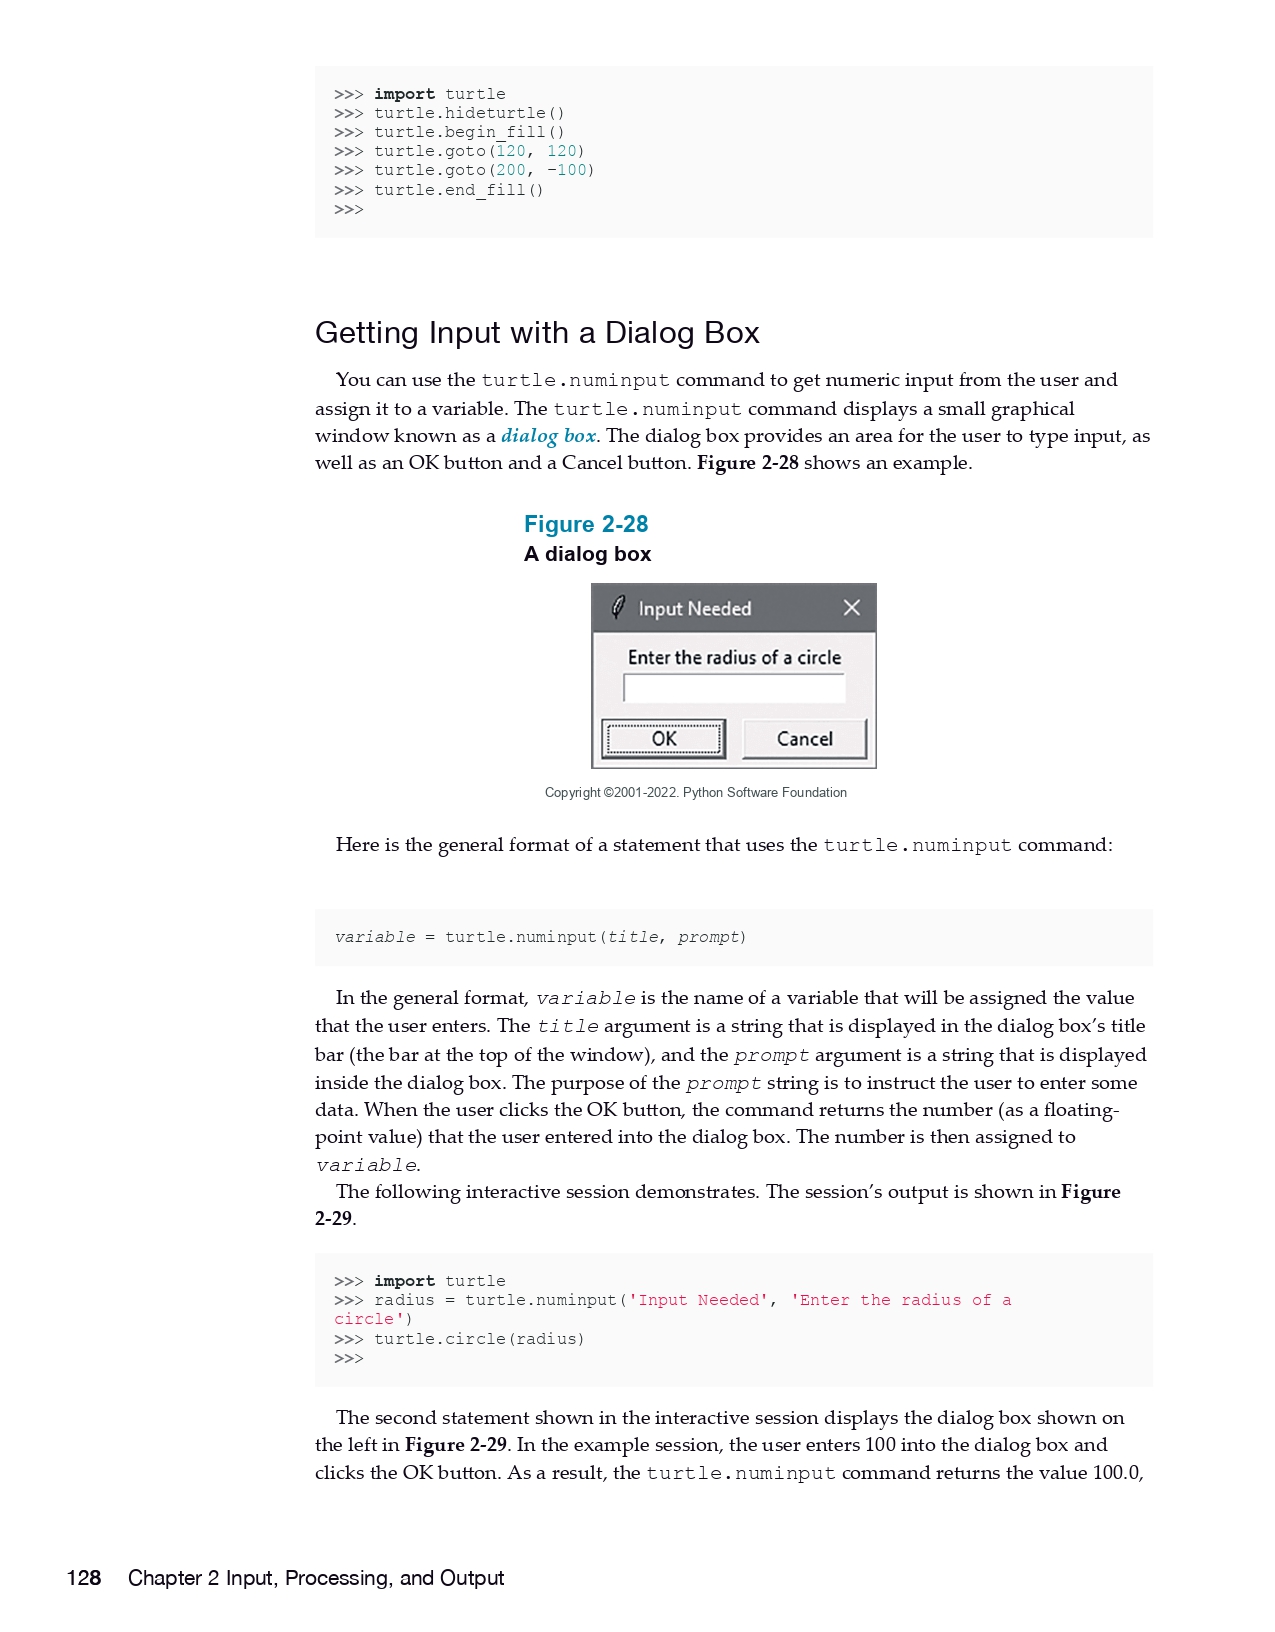 >>> import turtle
>>> turtle.hideturtle()
>>> turtle.begin_fill()
>>> turtle.goto(120, 120)
>>> turtle.goto(200, −100)
>>> turtle.end_fill()
>>>
Getting Input with a Dialog Box
You can use the turtle.numinput command to get numeric input from the user and
assign it to a variable. The turtle.numinput command displays a small graphical
window known as a dialog box. The dialog box provides an area for the user to type input, as
well as an OK button and a Cancel button. Figure 2-28 shows an example.
Figure 2-28
A dialog box
Input Needed
Enter the radius of a circle
OK Cancel
Copyright ©2001-2022. Python Software Foundation
Here is the general format of a statement that uses the turtle.numinput command:
variable = turtle.numinput(title, prompt)
In the general format, variable is the name of a variable that will be assigned the value
that the user enters. The title argument is a string that is displayed in the dialog box’s title
bar (the bar at the top of the window), and the prompt argument is a string that is displayed
inside the dialog box. The purpose of the prompt string is to instruct the user to enter some
data. When the user clicks the OK button, the command returns the number (as a floating-
point value) that the user entered into the dialog box. The number is then assigned to
variable.
The following interactive session demonstrates. The session’s output is shown in Figure
2-29.
>>> import turtle
>>> radius = turtle.numinput('Input Needed', 'Enter the radius of a
circle')
>>> turtle.circle(radius)
>>>
The second statement shown in the interactive session displays the dialog box shown on
the left in Figure 2-29. In the example session, the user enters 100 into the dialog box and
clicks the OK button. As a result, the turtle.numinput command returns the value 100.0,
128 Chapter 2 Input, Processing, and Output